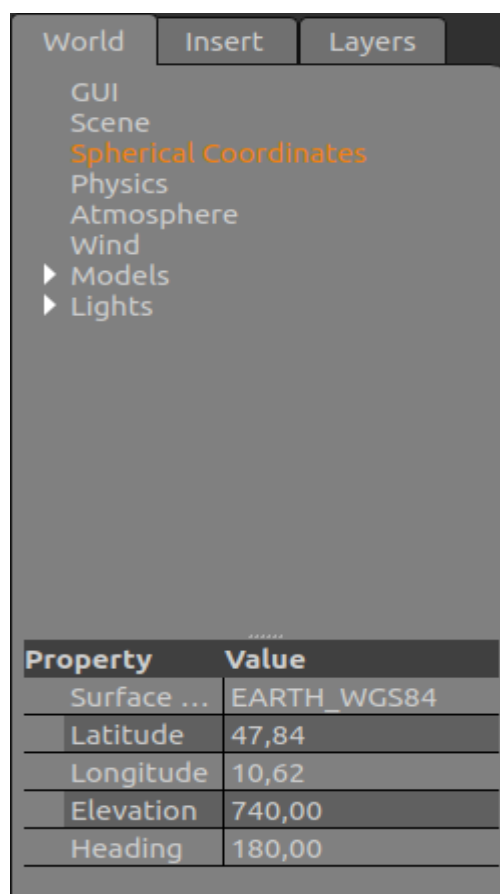 World Insert Layers
GUI
Scene
Spherical Coordinates
Physics
Atmosphere
Wind
Models
Lights
Property Value
Surface ... EARTH_WGS84
Latitude 47,84
Longitude 10,62
Elevation 740,00
Heading 180,00